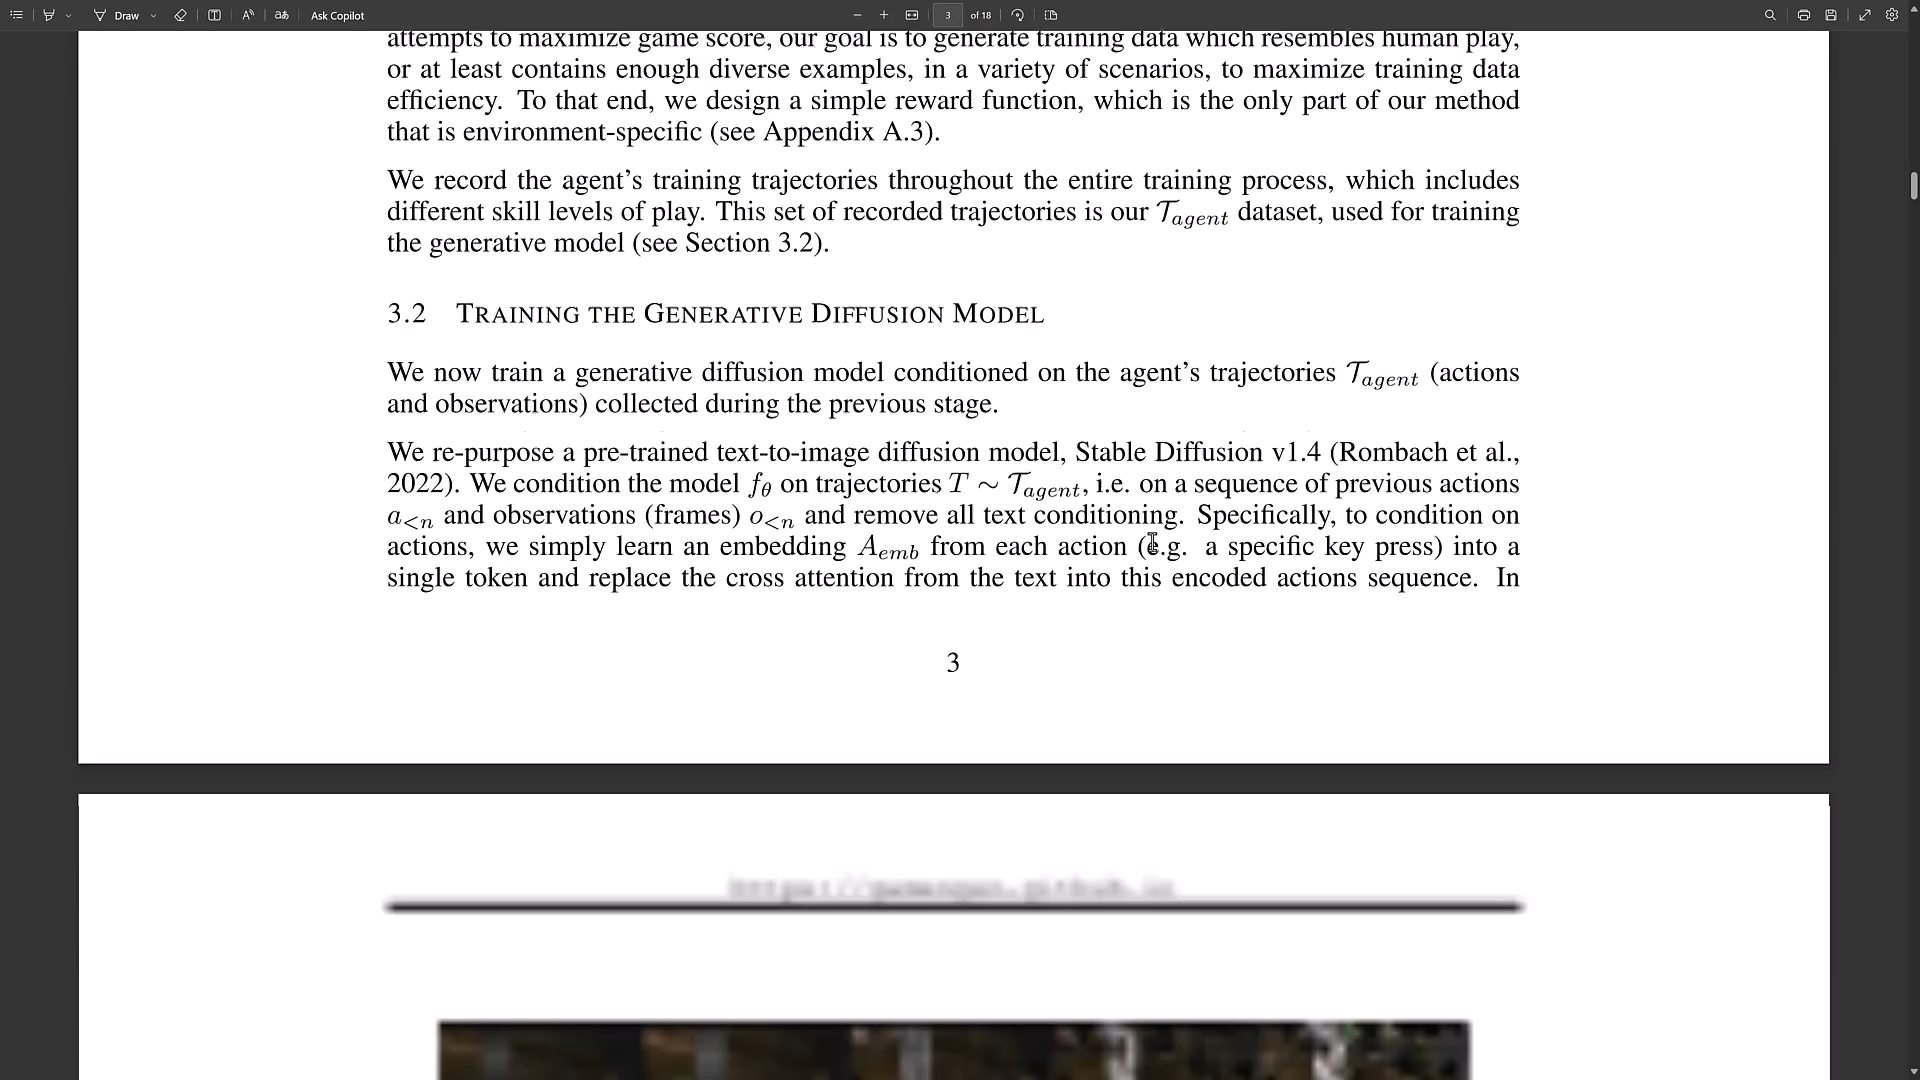 Draw
Ask Copilot
3
of 18
attempts to maximize game score, our goal is to generate training data which resembles human play,
or at least contains enough diverse examples, in a variety of scenarios, to maximize training data
efficiency. To that end, we design a simple reward function, which is the only part of our method
that is environment-specific (see Appendix A.3).
We record the agent’s training trajectories throughout the entire training process, which includes
different skill levels of play. This set of recorded trajectories is our 𝒯agent dataset, used for training
the generative model (see Section 3.2).
3.2 TRAINING THE GENERATIVE DIFFUSION MODEL
We now train a generative diffusion model conditioned on the agent’s trajectories 𝒯agent (actions
and observations) collected during the previous stage.
We re-purpose a pre-trained text-to-image diffusion model, Stable Diffusion v1.4 (Rombach et al.,
2022). We condition the model fθ on trajectories T ∼ 𝒯agent, i.e. on a sequence of previous actions
a<n and observations (frames) o<n and remove all text conditioning. Specifically, to condition on
actions, we simply learn an embedding Aemb from each action (e.g. a specific key press) into a
single token and replace the cross attention from the text into this encoded actions sequence. In
3